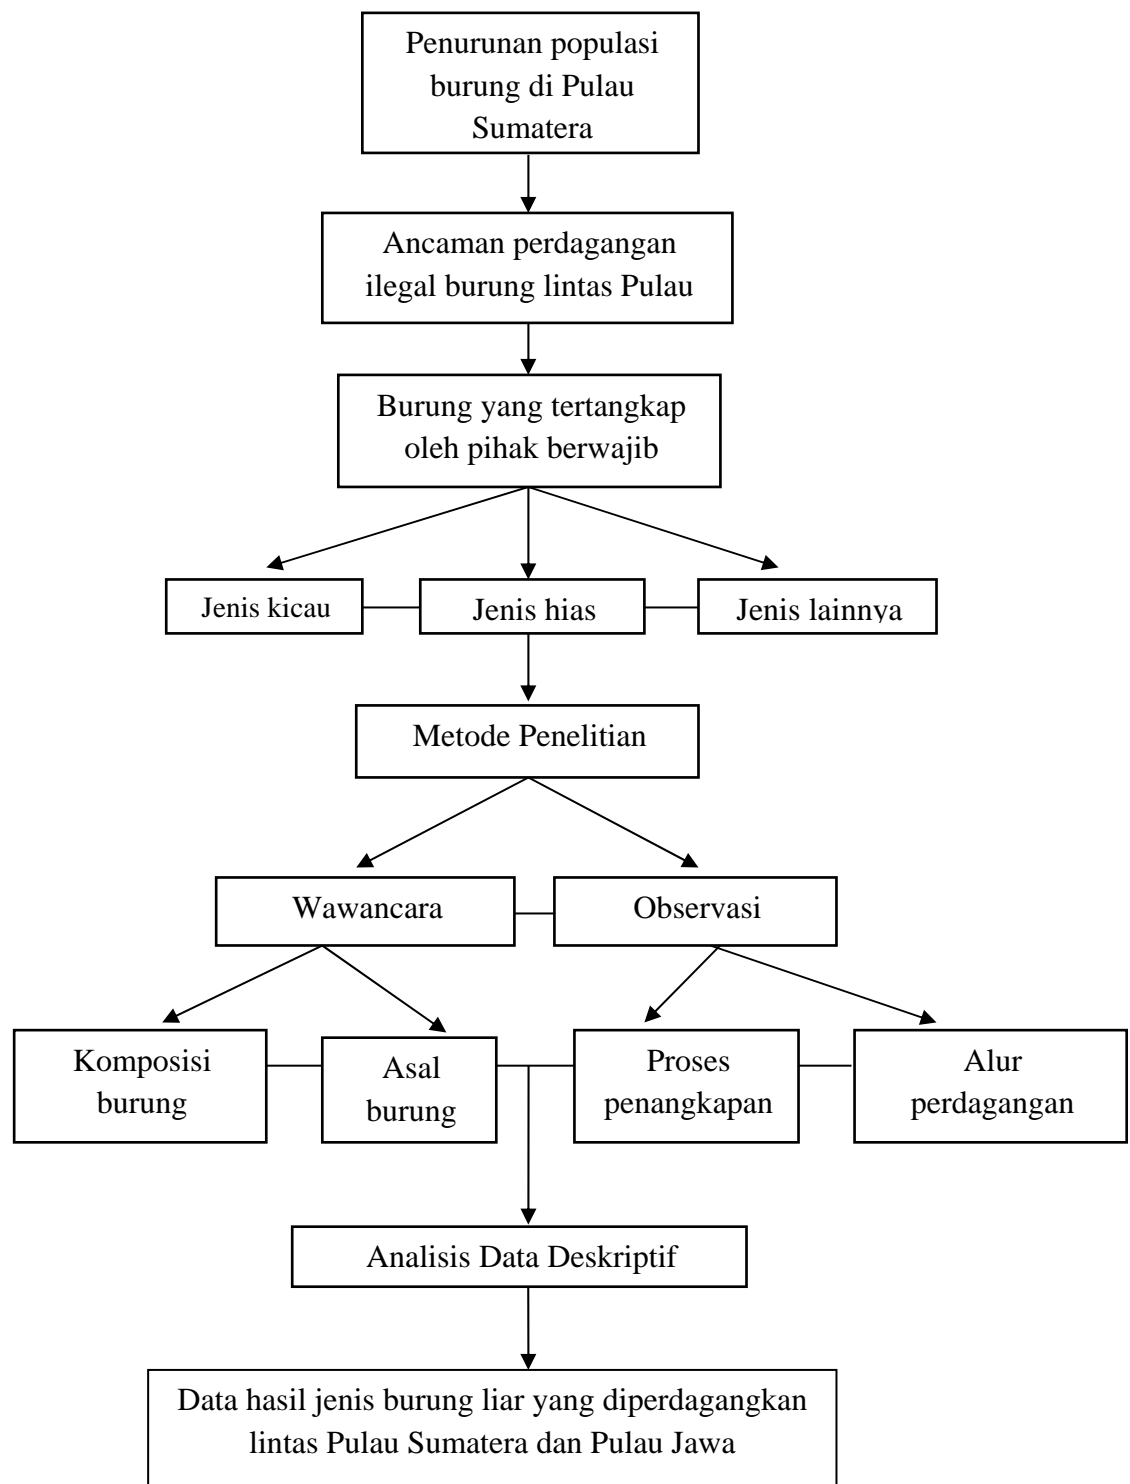 Penurunan populasi
burung di Pulau
Sumatera
Ancaman perdagangan
ilegal burung lintas Pulau
Burung yang tertangkap
oleh pihak berwajib
Jenis kicau
Jenis hias
Jenis lainnya
Metode Penelitian
Wawancara
Observasi
Komposisi
burung
Asal
burung
Proses
penangkapan
Alur
perdagangan
Analisis Data Deskriptif
Data hasil jenis burung liar yang diperdagangkan
lintas Pulau Sumatera dan Pulau Jawa